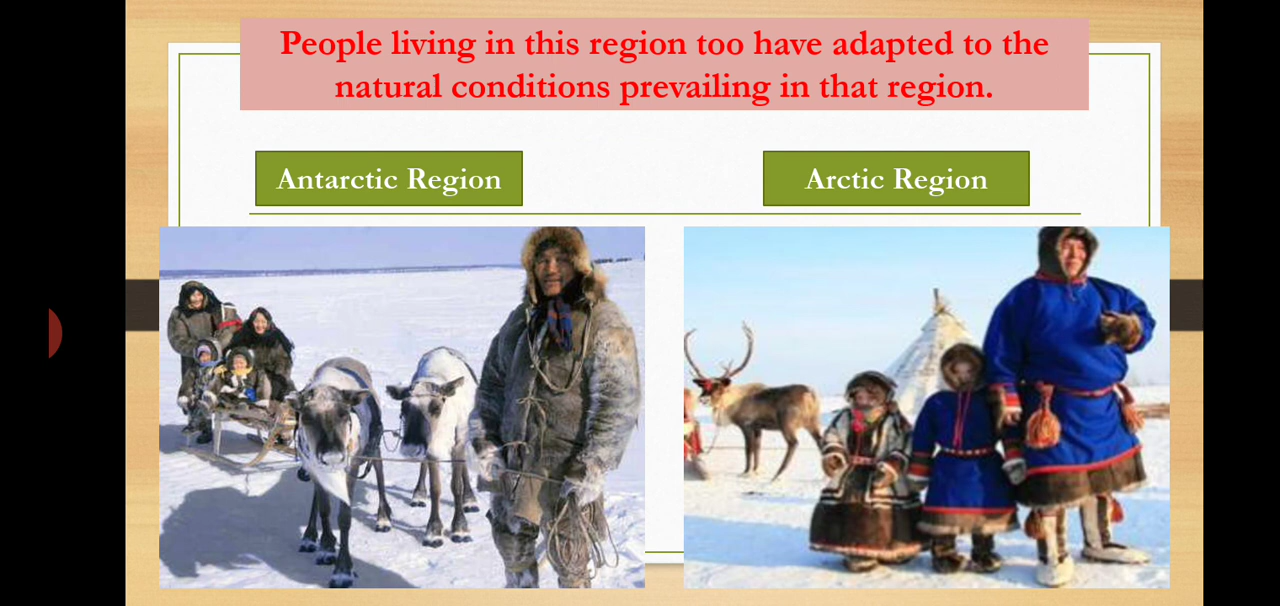 People living in this region too have adapted to the
natural conditions prevailing in that region.
Antarctic Region
Arctic Region